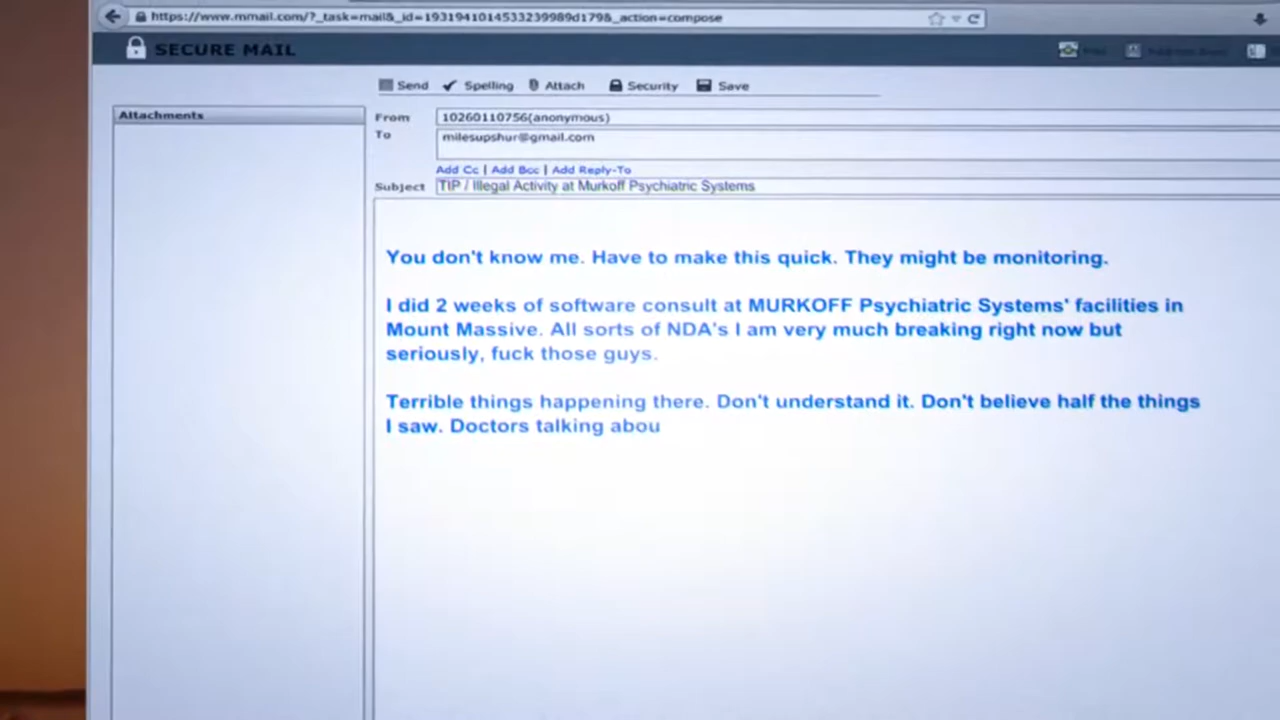 https://www.mmail.com/?_task=mail&_id=1931941014533239989d179&_action=compose
SECURE MAIL
Send Spelling Attach Security Save
Attachments
From 10260110756(anonymous)
To milesupshur@gmail.com
Add Cc | Add Bcc | Add Reply-To
Subject TIP / Illegal Activity at Murkoff Psychiatric Systems
You don't know me. Have to make this quick. They might be monitoring.
I did 2 weeks of software consult at MURKOFF Psychiatric Systems' facilities in
Mount Massive. All sorts of NDA's I am very much breaking right now but
seriously, fuck those guys.
Terrible things happening there. Don't understand it. Don't believe half the things
I saw. Doctors talking abou